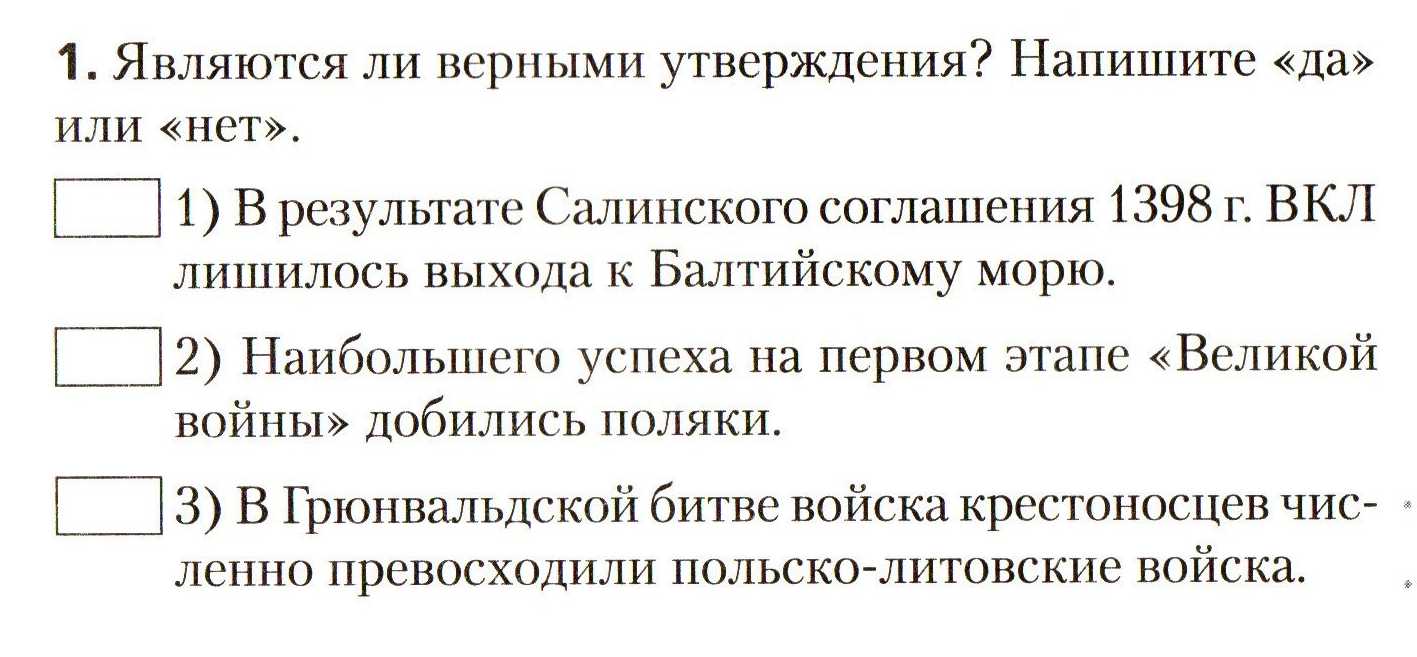 1. Являются ли верными утверждения? Напишите «да»
или «нет».
1) В результате Салинского соглашения 1398 г. ВКЛ
лишилось выхода к Балтийскому морю.
2) Наибольшего успеха на первом этапе «Великой
войны» добились поляки.
3) В Грюнвальдской битве войска крестоносцев чис-
ленно превосходили польско-литовские войска.